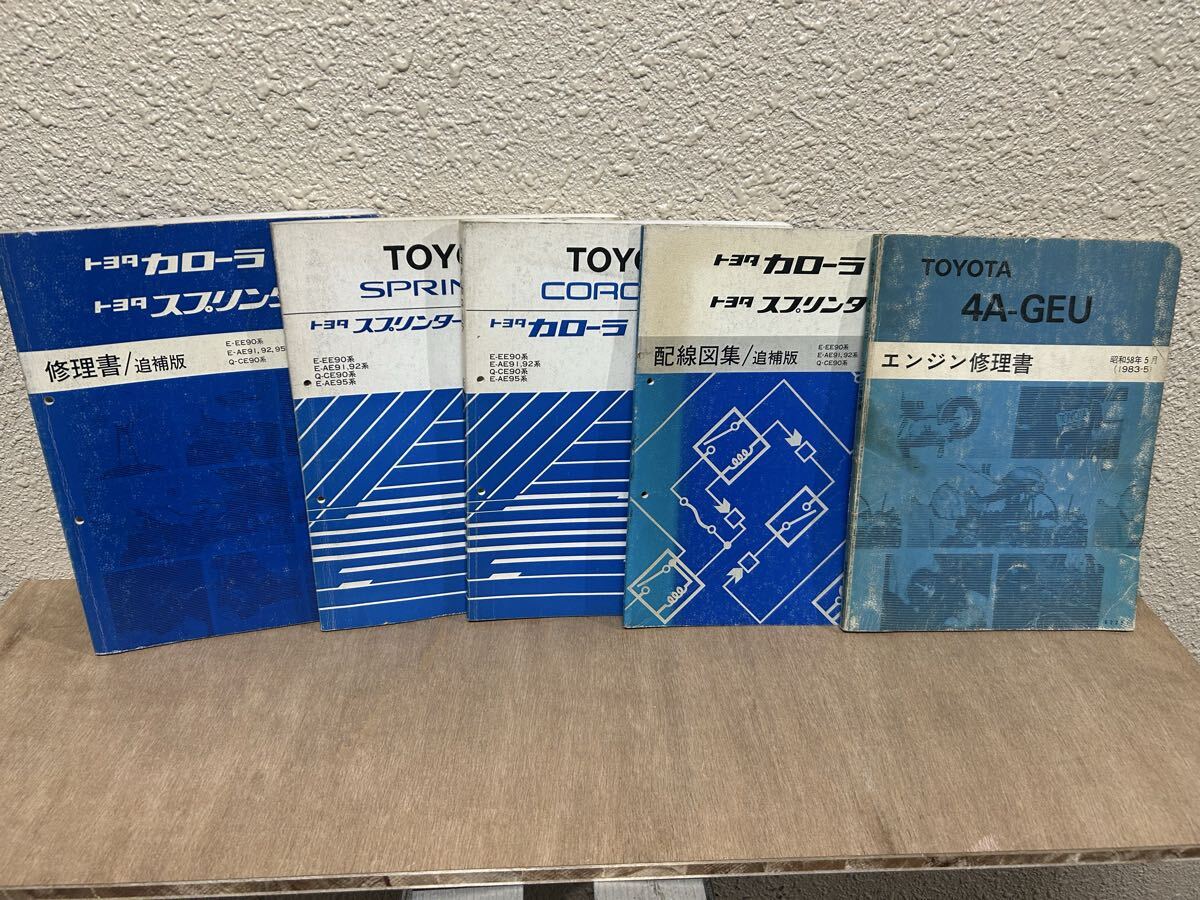 トヨタ カローラ
トヨタ スプリンタ
修理書/追補版
E-EE90系
E-AE91,92,95
Q-CE90系
TOYO
SPRIN
トヨタ スプリンター
E-EE90系
E-AE91,92系
Q-CE90系
E-AE95系
TOYO
CORO
トヨタ カローラ
E-EE90系
E-AE91,92系
Q-CE90系
E-AE95系
トヨタ カローラ
トヨタ スプリンター
配線図集/追補版
E-EE90系
E-AE91,92系
Q-CE90系
TOYOTA
4A-GEU
エンジン修理書
昭和58年5月
(1983-5)